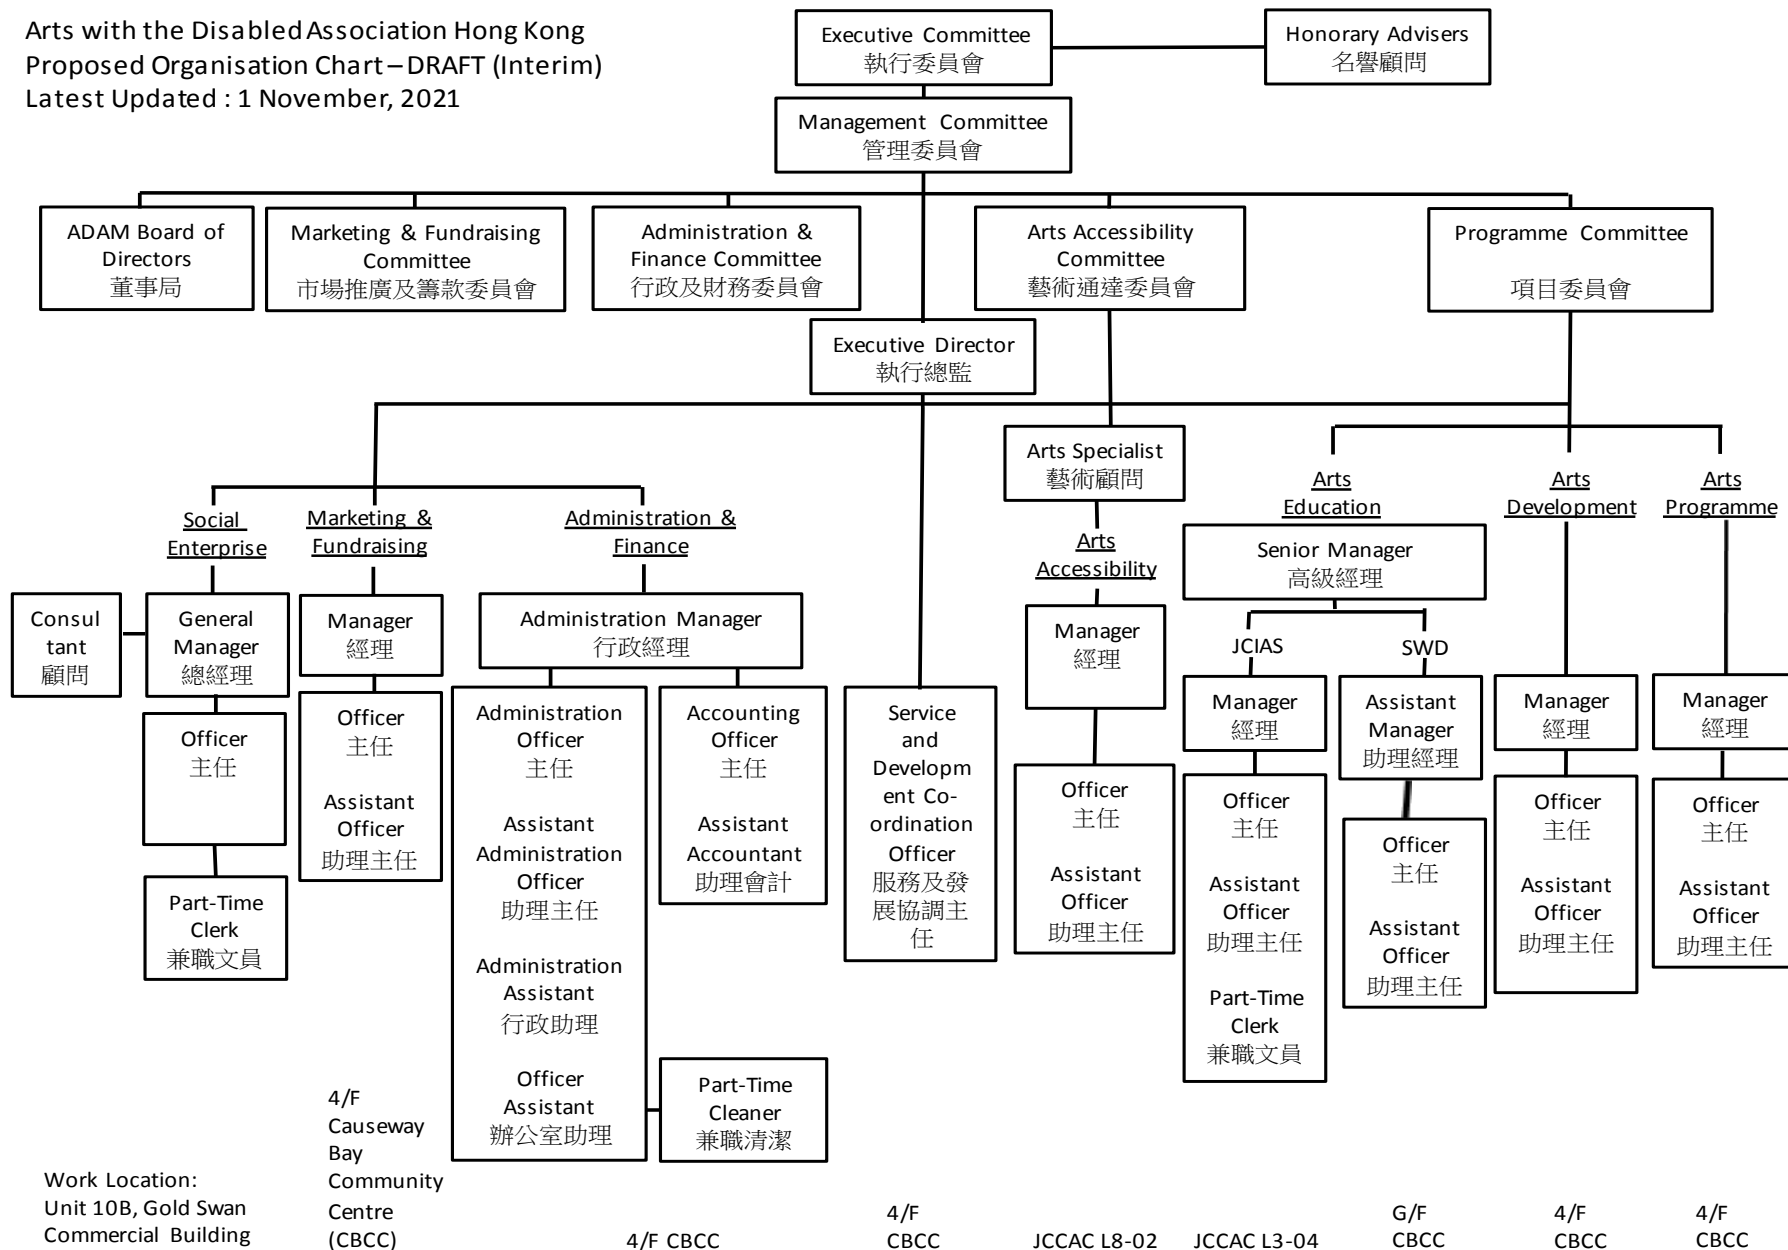 Arts with the Disabled Association Hong Kong
Proposed Organisation Chart – DRAFT (Interim)
Latest Updated : 1 November, 2021
Executive Committee
執行委員會
Honorary Advisers
名譽顧問
Management Committee
管理委員會
ADAM Board of
Directors
董事局
Marketing & Fundraising
Committee
市場推廣及籌款委員會
Administration &
Finance Committee
行政及財務委員會
Arts Accessibility
Committee
藝術通達委員會
Programme Committee
項目委員會
Executive Director
執行總監
Arts Specialist
藝術顧問
Social
Enterprise
Marketing &
Fundraising
Administration &
Finance
Arts
Accessibility
Arts
Education
Arts
Development
Arts
Programme
Senior Manager
高級經理
JCIAS
SWD
Consul
tant
顧問
General
Manager
總經理
Officer
主任
Part-Time
Clerk
兼職文員
Manager
經理
Officer
主任
Assistant
Officer
助理主任
Administration Manager
行政經理
Administration
Officer
主任
Assistant
Administration
Officer
助理主任
Administration
Assistant
行政助理
Officer
Assistant
辦公室助理
Accounting
Officer
主任
Assistant
Accountant
助理會計
Part-Time
Cleaner
兼職清潔
Service
and
Developm
ent Co-
ordination
Officer
服務及發
展協調主
任
Manager
經理
Officer
主任
Assistant
Officer
助理主任
Manager
經理
Officer
主任
Assistant
Officer
助理主任
Part-Time
Clerk
兼職文員
Assistant
Manager
助理經理
Officer
主任
Assistant
Officer
助理主任
Manager
經理
Officer
主任
Assistant
Officer
助理主任
Manager
經理
Officer
主任
Assistant
Officer
助理主任
Work Location:
Unit 10B, Gold Swan
Commercial Building
4/F
Causeway
Bay
Community
Centre
(CBCC)
4/F CBCC
4/F
CBCC
JCCAC L8-02
JCCAC L3-04
G/F
CBCC
4/F
CBCC
4/F
CBCC